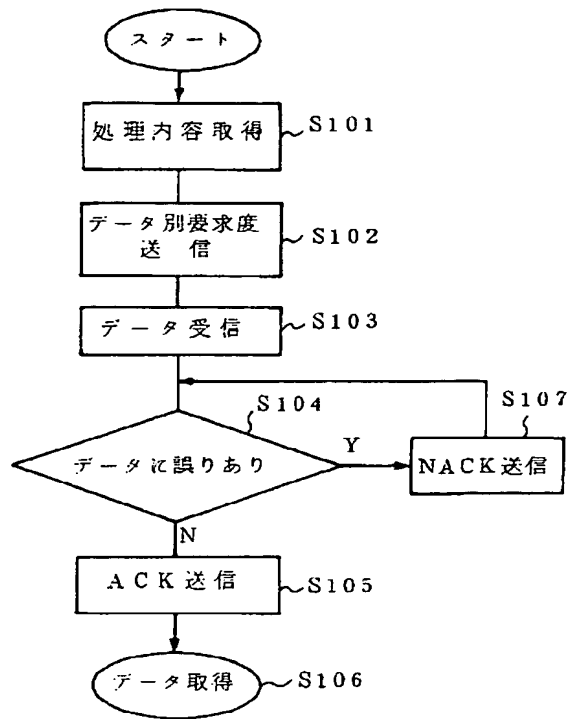 スタート
処理内容取得
S101
データ別要求度
送信
S102
データ受信
S103
S104
S107
データに誤りあり
Y
NACK送信
N
ACK送信
S105
データ取得
S106